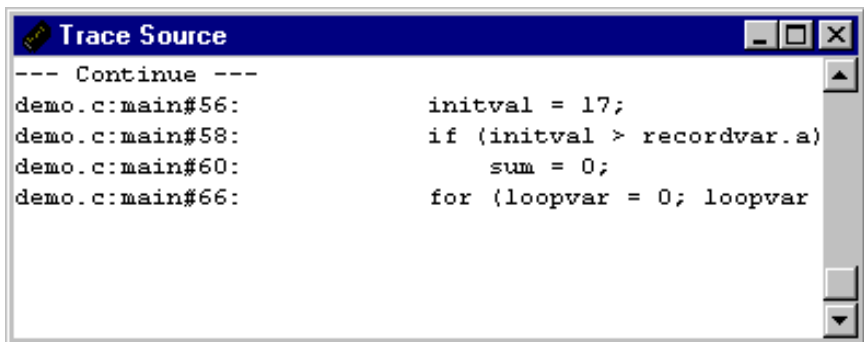 Trace Source
--- Continue ---
demo.c:main#56: initval = 17;
demo.c:main#58: if (initval > recordvar.a)
demo.c:main#60: sum = 0;
demo.c:main#66: for (loopvar = 0; loopvar